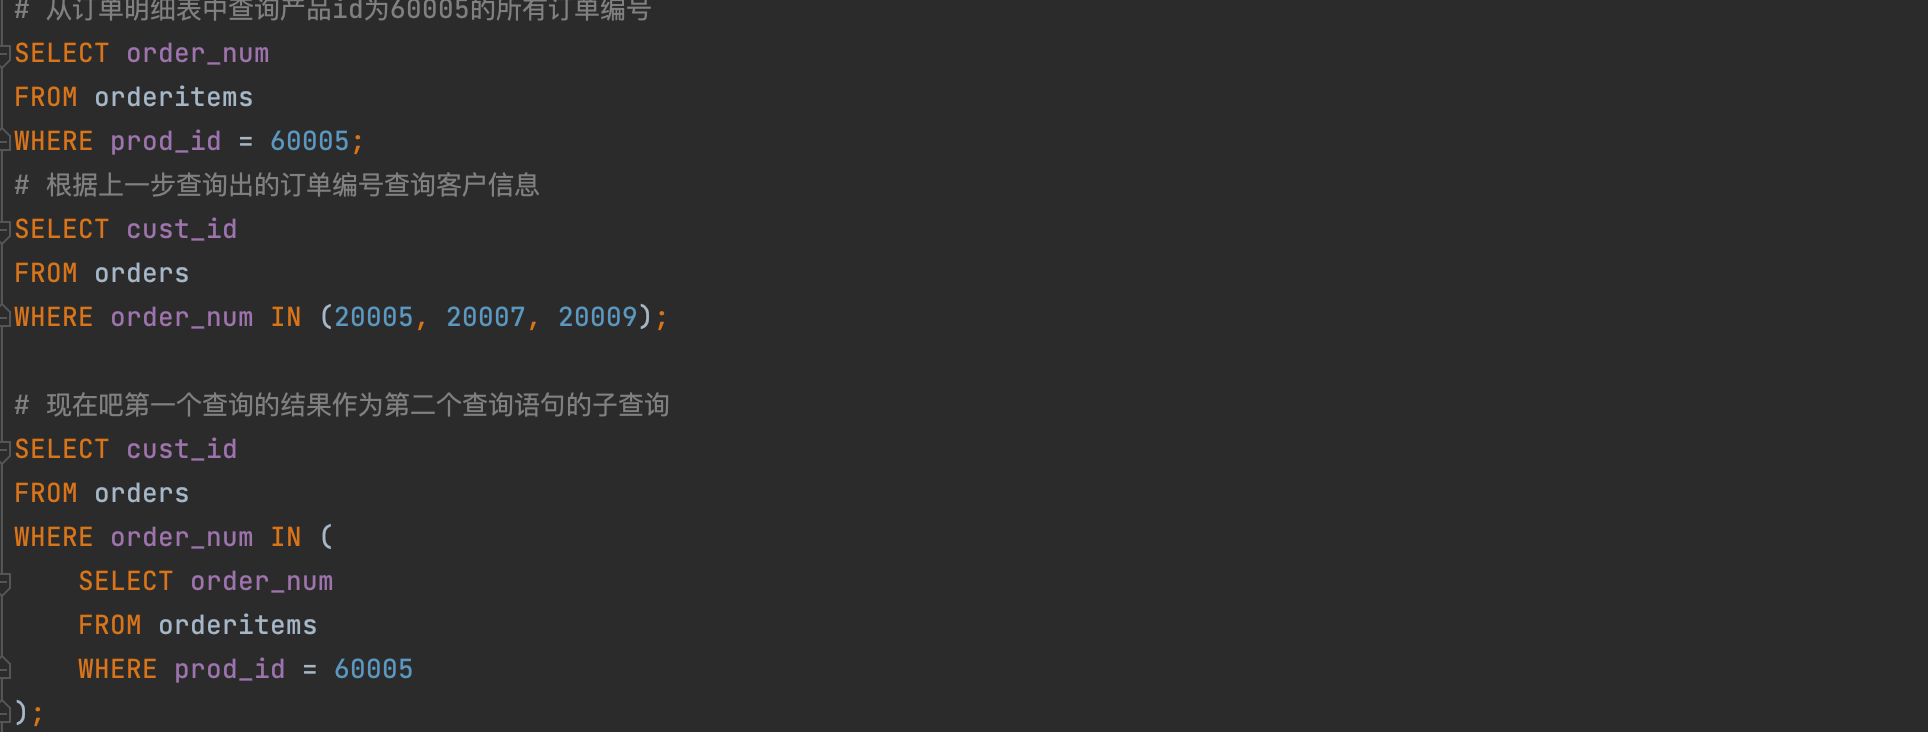 # 从订单明细表中查询产品id为60005的所有订单编号
SELECT order_num
FROM orderitems
WHERE prod_id = 60005;
# 根据上一步查询出的订单编号查询客户信息
SELECT cust_id
FROM orders
WHERE order_num IN (20005, 20007, 20009);
# 现在吧第一个查询的结果作为第二个查询语句的子查询
SELECT cust_id
FROM orders
WHERE order_num IN (
SELECT order_num
FROM orderitems
WHERE prod_id = 60005
);